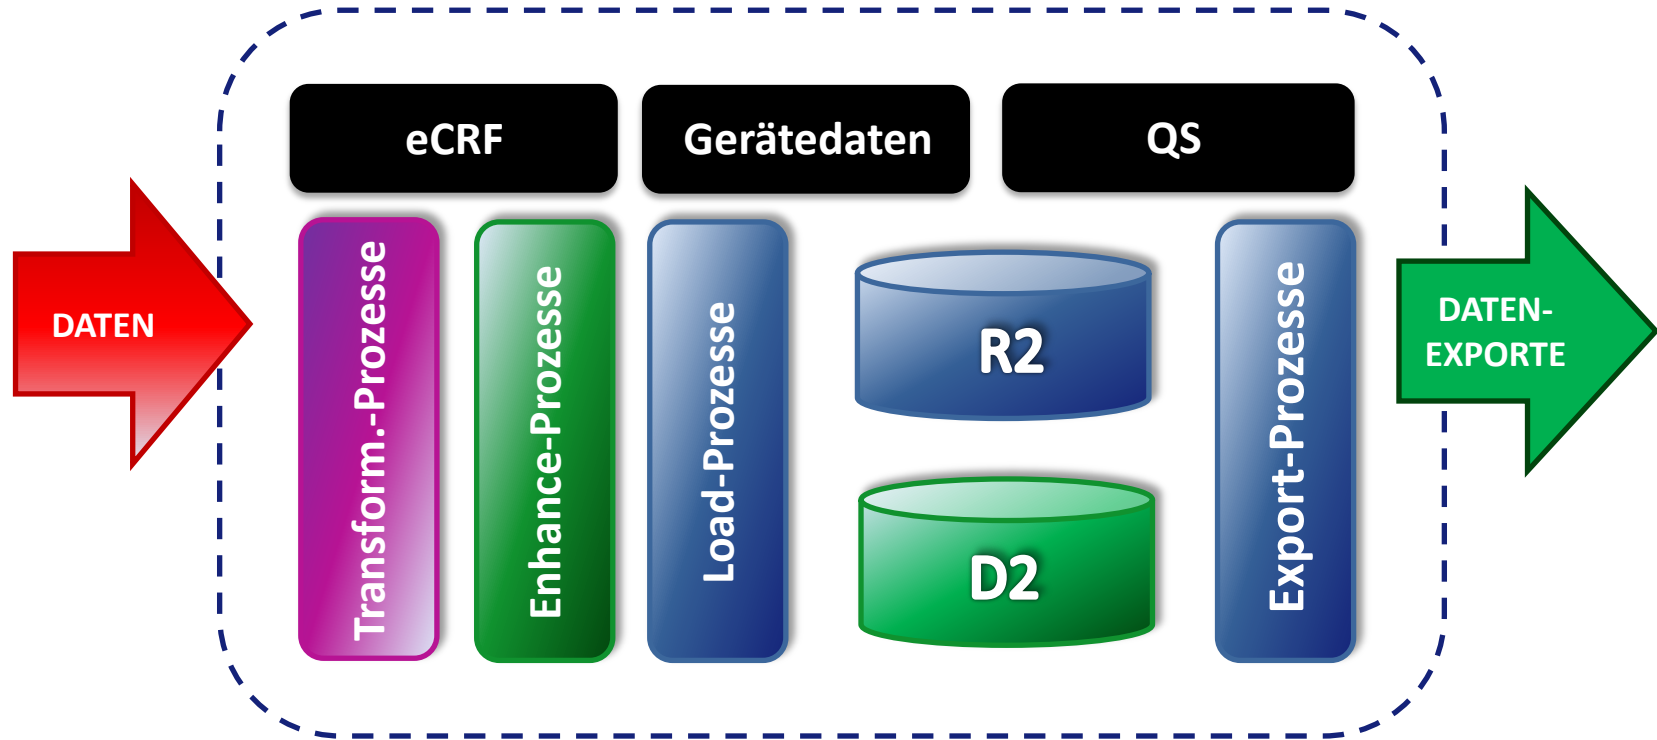 eCRF
Gerätedaten
QS
DATEN
Transform.-Prozesse
Enhance-Prozesse
Load-Prozesse
R2
D2
Export-Prozesse
DATEN-
EXPORTE